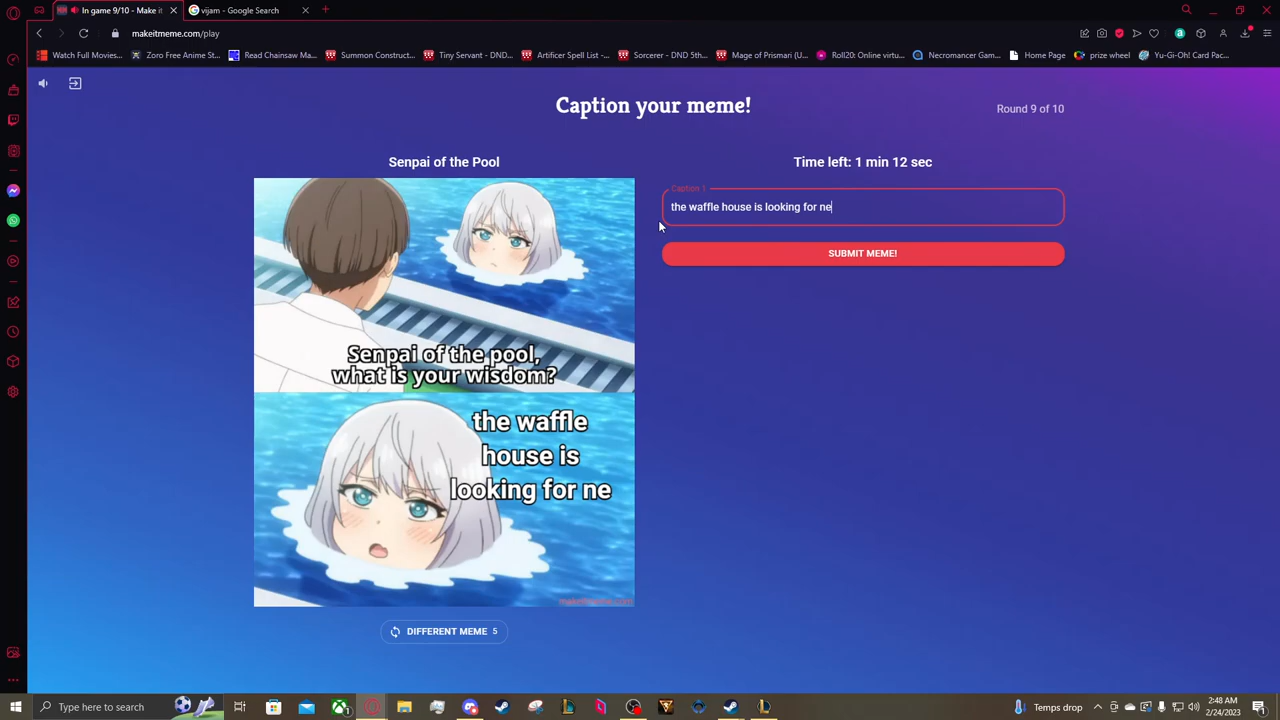 In game 9/10 - Make it
vijam - Google Search
makeitmeme.com/play
Watch Full Movies...
Zoro Free Anime St...
Read Chainsaw Ma...
Summon Construct...
Tiny Servant - DND...
Artificer Spell List -...
Sorcerer - DND 5th...
Mage of Prismari (U...
Roll20: Online virtu...
Necromancer Gam...
Home Page
prize wheel
Yu-Gi-Oh! Card Pac...
Caption your meme!
Round 9 of 10
Senpai of the Pool
Time left: 1 min 12 sec
Caption 1
the waffle house is looking for ne
SUBMIT MEME!
Senpai of the pool,
what is your wisdom?
the waffle
house is
looking for ne
makeitmeme.com
DIFFERENT MEME 5
Type here to search
1
Temps drop
2:48 AM
2/24/2023